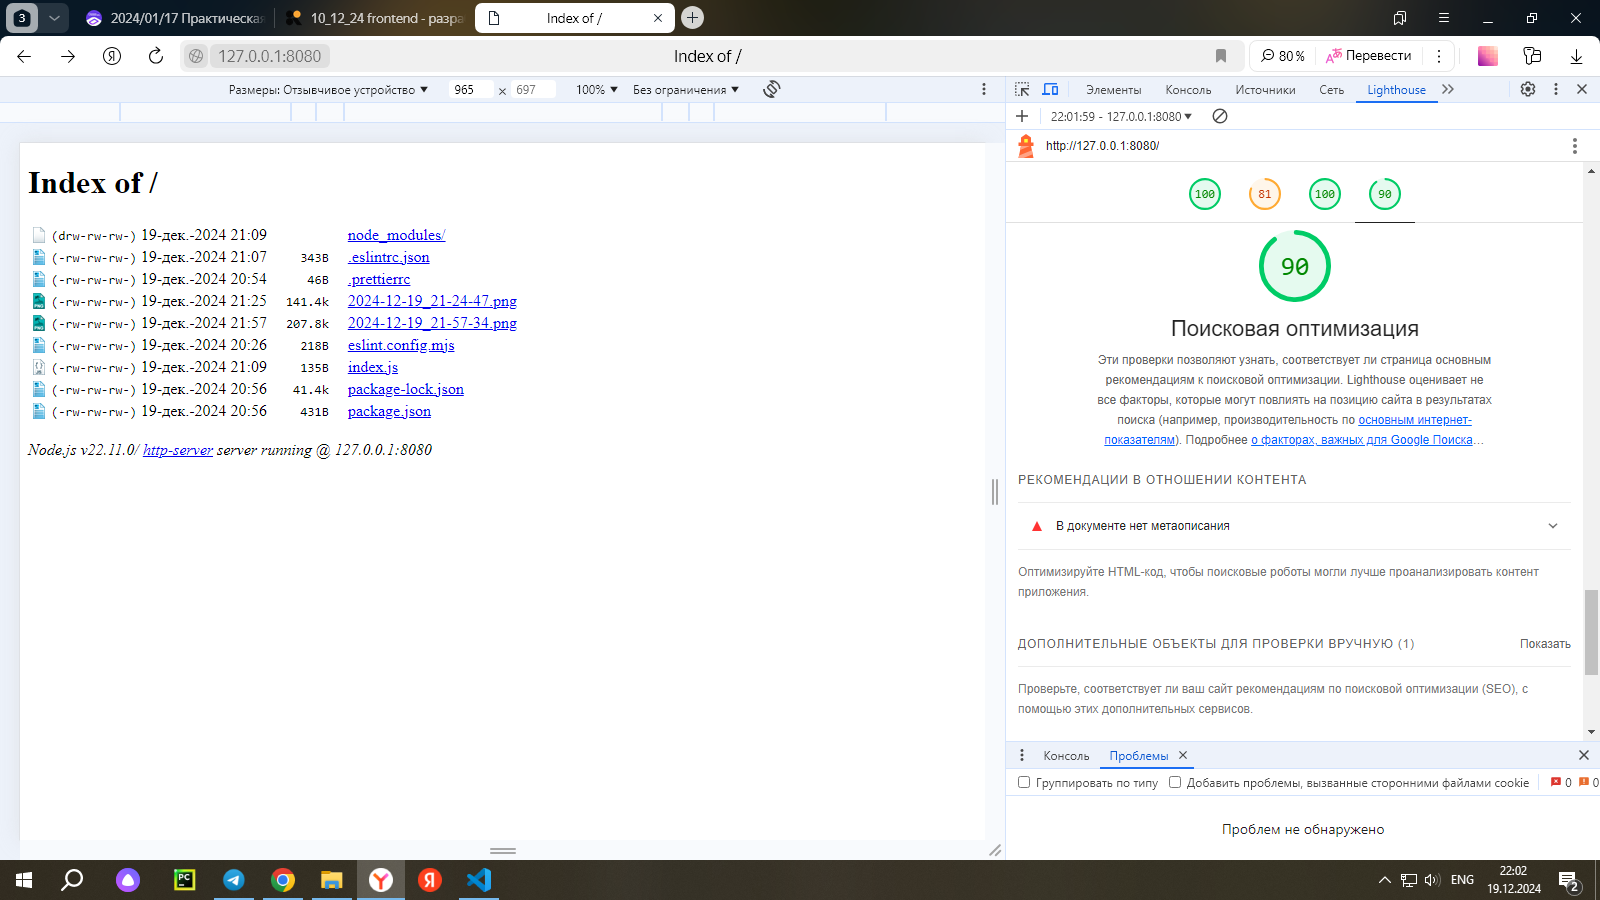 3
2024/01/17 Практическая
10_12_24 frontend - разра
Index of /
127.0.0.1:8080
Index of /
80 %
Перевести
Размеры: Отзывчивое устройство
965 × 697
100%
Без ограничения
Index of /
(drw-rw-rw-) 19-дек.-2024 21:09 node_modules/
(-rw-rw-rw-) 19-дек.-2024 21:07 343B .eslintrc.json
(-rw-rw-rw-) 19-дек.-2024 20:54 46B .prettierrc
(-rw-rw-rw-) 19-дек.-2024 21:25 141.4k 2024-12-19_21-24-47.png
(-rw-rw-rw-) 19-дек.-2024 21:57 207.8k 2024-12-19_21-57-34.png
(-rw-rw-rw-) 19-дек.-2024 20:26 218B eslint.config.mjs
(-rw-rw-rw-) 19-дек.-2024 21:09 135B index.js
(-rw-rw-rw-) 19-дек.-2024 20:56 41.4k package-lock.json
(-rw-rw-rw-) 19-дек.-2024 20:56 431B package.json
Node.js v22.11.0/ http-server server running @ 127.0.0.1:8080
Элементы Консоль Источники Сеть Lighthouse
22:01:59 - 127.0.0.1:8080
http://127.0.0.1:8080/
100 81 100 90
90
Поисковая оптимизация
Эти проверки позволяют узнать, соответствует ли страница основным
рекомендациям к поисковой оптимизации. Lighthouse оценивает не
все факторы, которые могут повлиять на позицию сайта в результатах
поиска (например, производительность по основным интернет-
показателям). Подробнее о факторах, важных для Google Поиска…
РЕКОМЕНДАЦИИ В ОТНОШЕНИИ КОНТЕНТА
В документе нет метаописания
Оптимизируйте HTML-код, чтобы поисковые роботы могли лучше проанализировать контент
приложения.
ДОПОЛНИТЕЛЬНЫЕ ОБЪЕКТЫ ДЛЯ ПРОВЕРКИ ВРУЧНУЮ (1) Показать
Проверьте, соответствует ли ваш сайт рекомендациям по поисковой оптимизации (SEO), с
помощью этих дополнительных сервисов.
Консоль Проблемы
Группировать по типу Добавить проблемы, вызванные сторонними файлами cookie 0 0
Проблем не обнаружено
ENG
22:02
19.12.2024
2